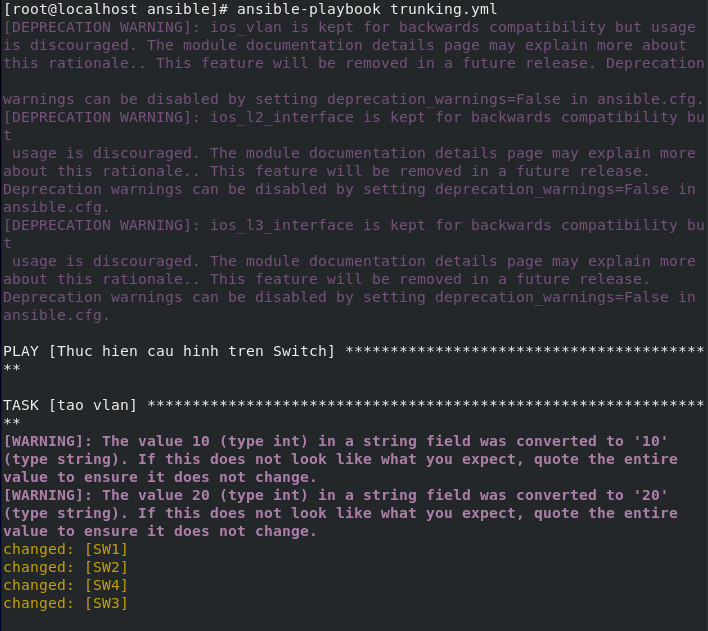 [root@localhost ansible]# ansible-playbook trunking.yml
[DEPRECATION WARNING]: ios_vlan is kept for backwards compatibility but usage
is discouraged. The module documentation details page may explain more about
this rationale.. This feature will be removed in a future release. Deprecation
warnings can be disabled by setting deprecation_warnings=False in ansible.cfg.
[DEPRECATION WARNING]: ios_l2_interface is kept for backwards compatibility bu
t
usage is discouraged. The module documentation details page may explain more
about this rationale.. This feature will be removed in a future release.
Deprecation warnings can be disabled by setting deprecation_warnings=False in
ansible.cfg.
[DEPRECATION WARNING]: ios_l3_interface is kept for backwards compatibility bu
t
usage is discouraged. The module documentation details page may explain more
about this rationale.. This feature will be removed in a future release.
Deprecation warnings can be disabled by setting deprecation_warnings=False in
ansible.cfg.
PLAY [Thuc hien cau hinh tren Switch] ****************************************
**
TASK [tao vlan] **************************************************************
**
[WARNING]: The value 10 (type int) in a string field was converted to '10'
(type string). If this does not look like what you expect, quote the entire
value to ensure it does not change.
[WARNING]: The value 20 (type int) in a string field was converted to '20'
(type string). If this does not look like what you expect, quote the entire
value to ensure it does not change.
changed: [SW1]
changed: [SW2]
changed: [SW4]
changed: [SW3]